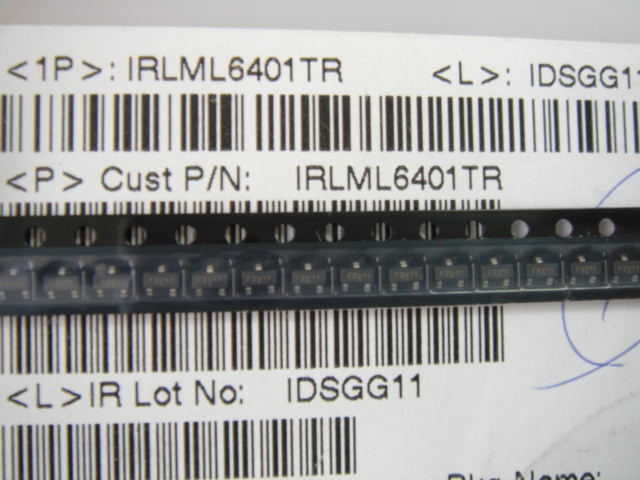 <1P>: IRLML6401TR <L>: IDSGG11
<P> Cust P/N: IRLML6401TR
<L>IR Lot No: IDSGG11